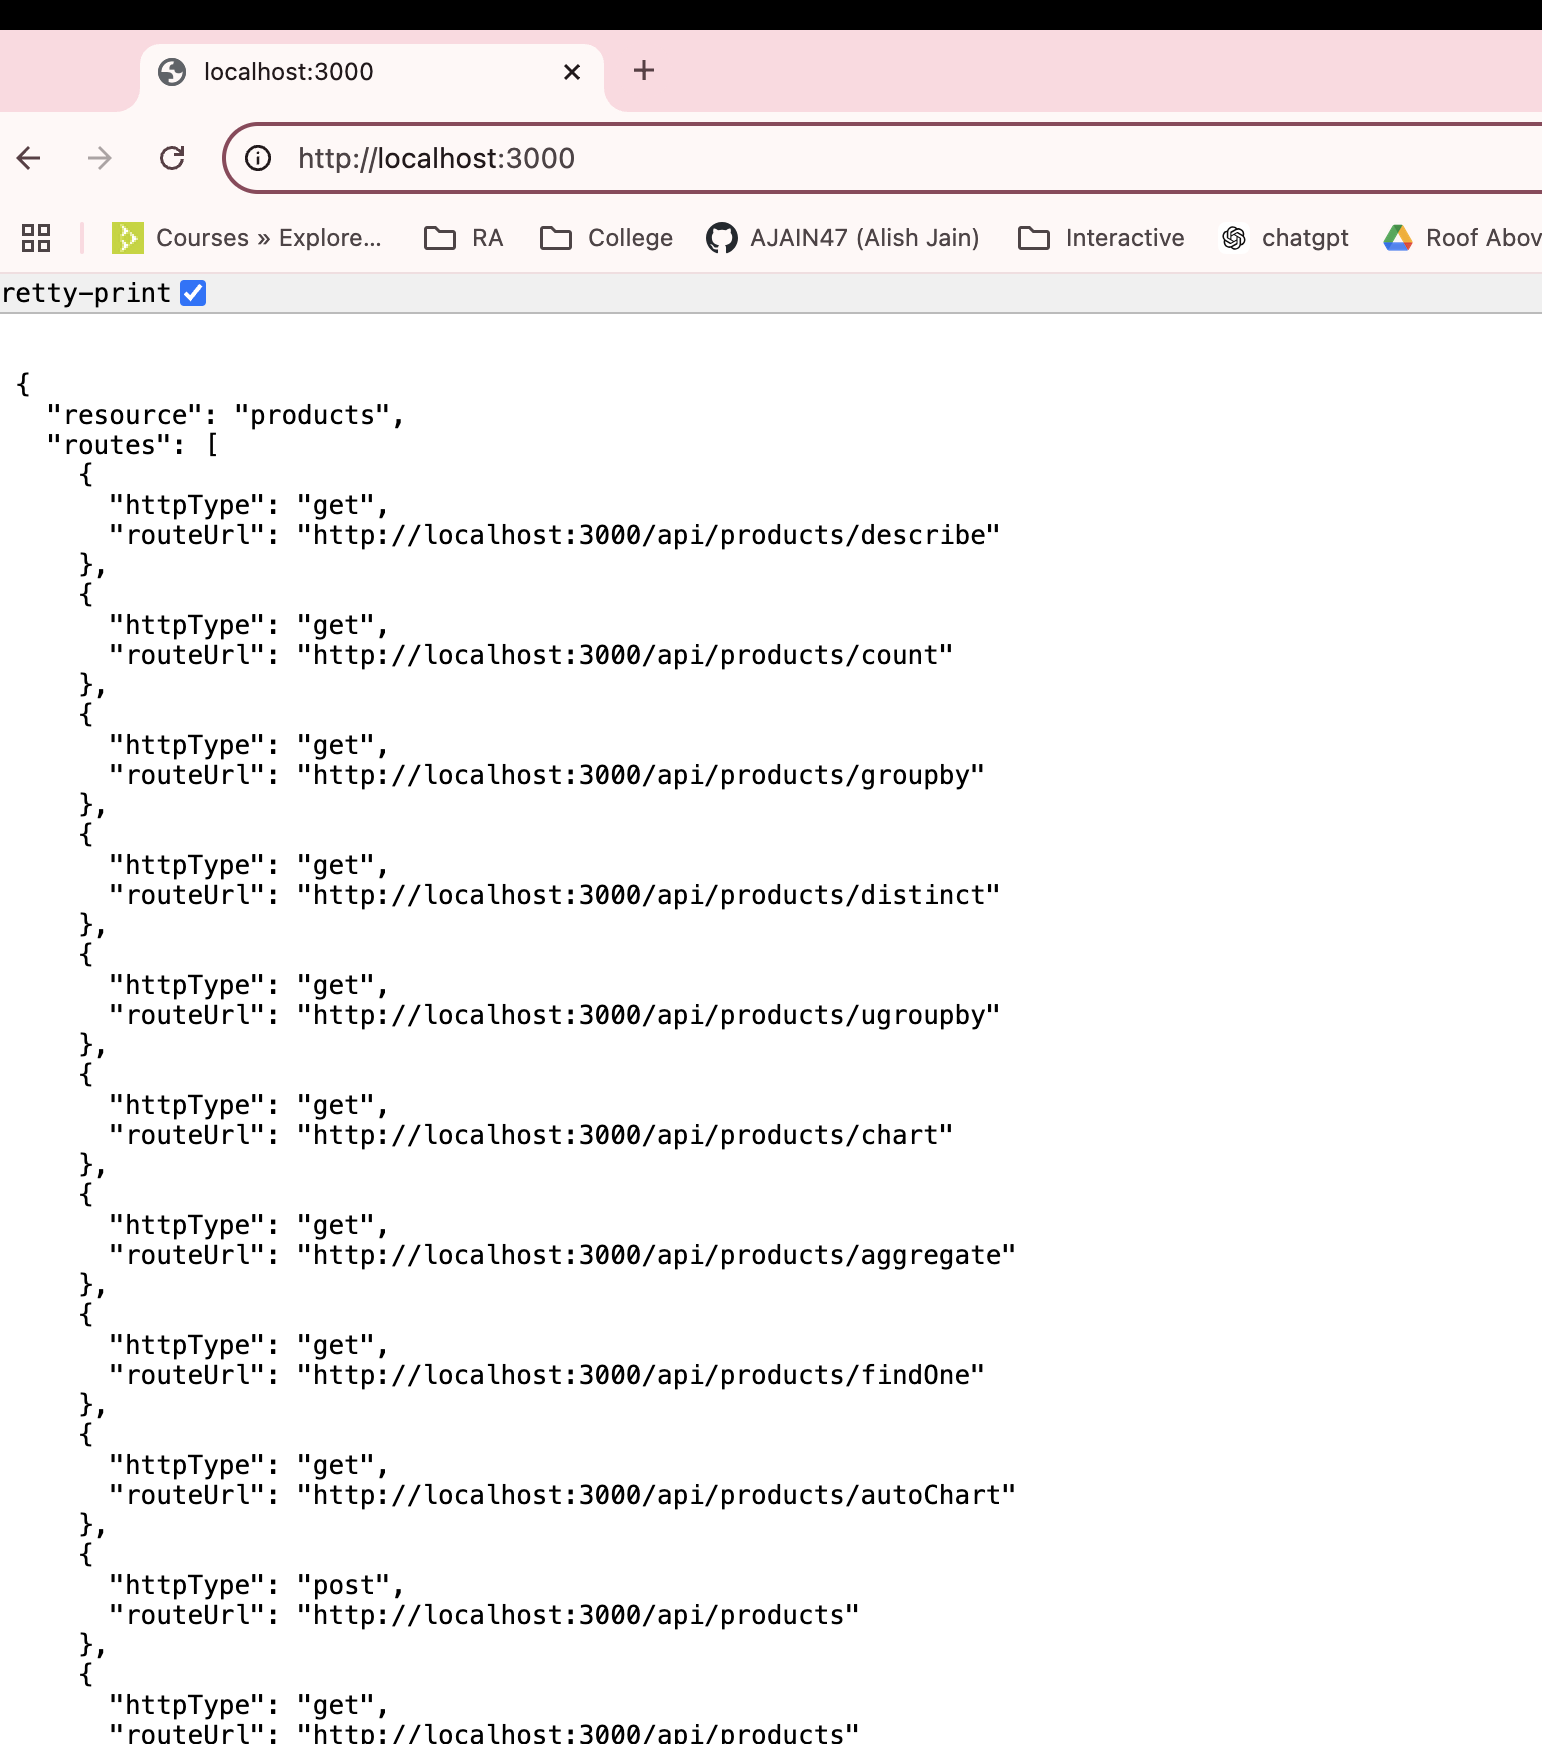 localhost:3000
http://localhost:3000
Courses » Explore... RA College AJAIN47 (Alish Jain) Interactive chatgpt Roof Abov
retty-print
{
"resource": "products",
"routes": [
{
"httpType": "get",
"routeUrl": "http://localhost:3000/api/products/describe"
},
{
"httpType": "get",
"routeUrl": "http://localhost:3000/api/products/count"
},
{
"httpType": "get",
"routeUrl": "http://localhost:3000/api/products/groupby"
},
{
"httpType": "get",
"routeUrl": "http://localhost:3000/api/products/distinct"
},
{
"httpType": "get",
"routeUrl": "http://localhost:3000/api/products/ugroupby"
},
{
"httpType": "get",
"routeUrl": "http://localhost:3000/api/products/chart"
},
{
"httpType": "get",
"routeUrl": "http://localhost:3000/api/products/aggregate"
},
{
"httpType": "get",
"routeUrl": "http://localhost:3000/api/products/findOne"
},
{
"httpType": "get",
"routeUrl": "http://localhost:3000/api/products/autoChart"
},
{
"httpType": "post",
"routeUrl": "http://localhost:3000/api/products"
},
{
"httpType": "get",
"routeUrl": "http://localhost:3000/api/products"